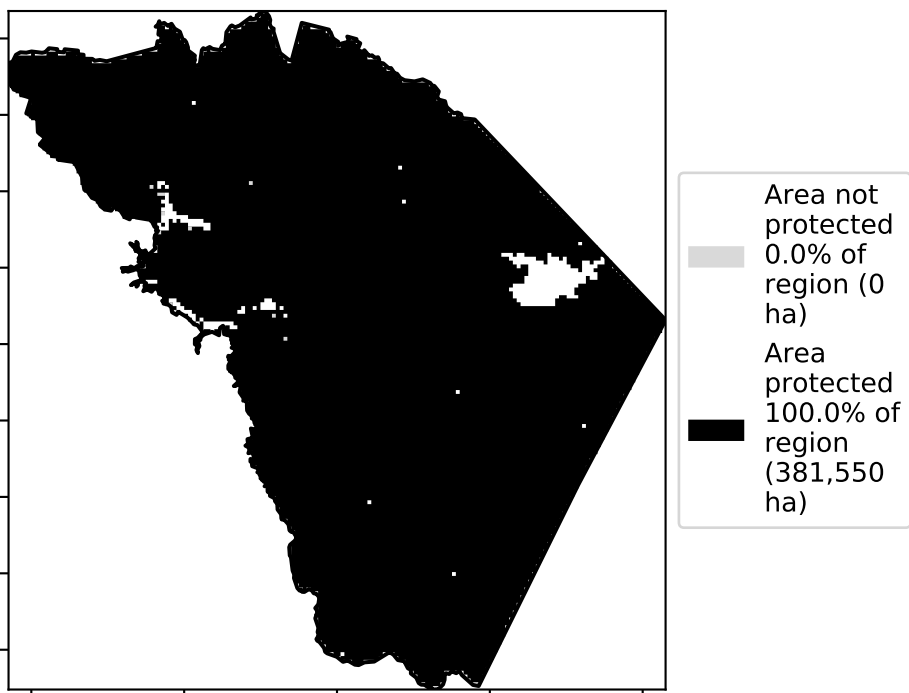 Area not
protected
0.0% of
region (0
ha)
Area
protected
100.0% of
region
(381,550
ha)